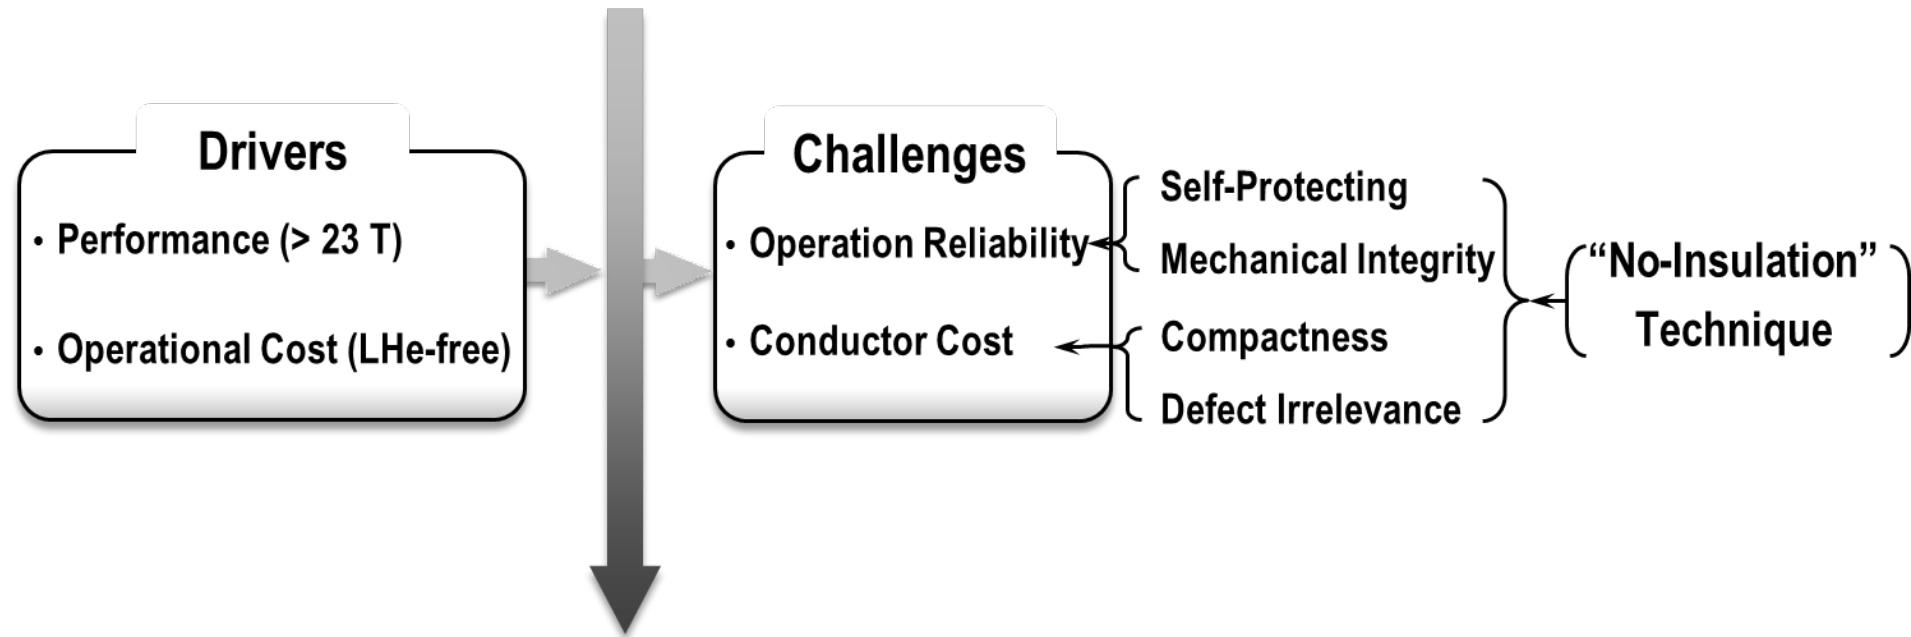 Drivers
• Performance (> 23 T)
• Operational Cost (LHe-free)
Challenges
• Operation Reliability
• Conductor Cost
Self-Protecting
Mechanical Integrity
Compactness
Defect Irrelevance
“No-Insulation”
Technique